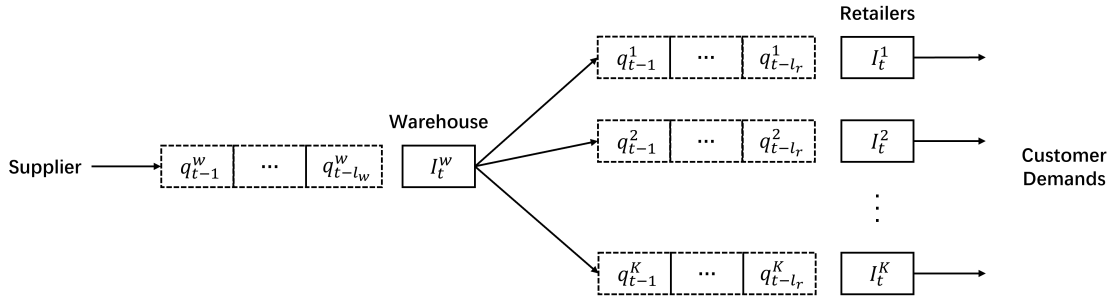 Retailers
q^1_{t−1} ⋯ q^1_{t−l_r} I^1_t
Warehouse
q^2_{t−1} ⋯ q^2_{t−l_r} I^2_t
Supplier q^w_{t−1} ⋯ q^w_{t−l_w} I^w_t
Customer
Demands
⋮
q^K_{t−1} ⋯ q^K_{t−l_r} I^K_t